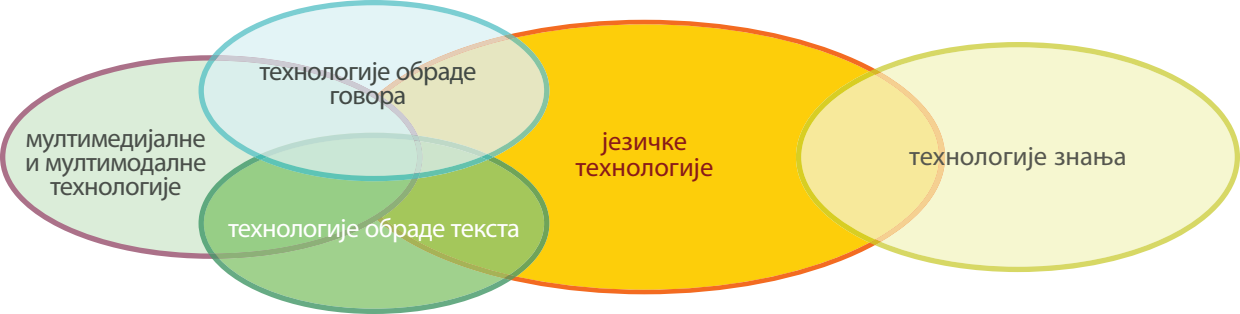 технологије обраде
говора
мултимедијалне
и мултимодалне
технологије
технологије обраде текста
језичке
технологије
технологије знања